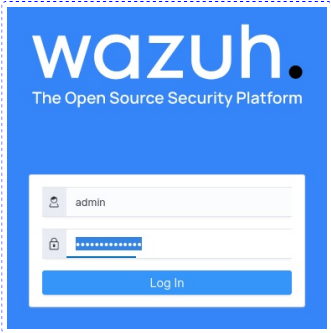 wazuh.
The Open Source Security Platform
admin
••••••••••••••
Log In